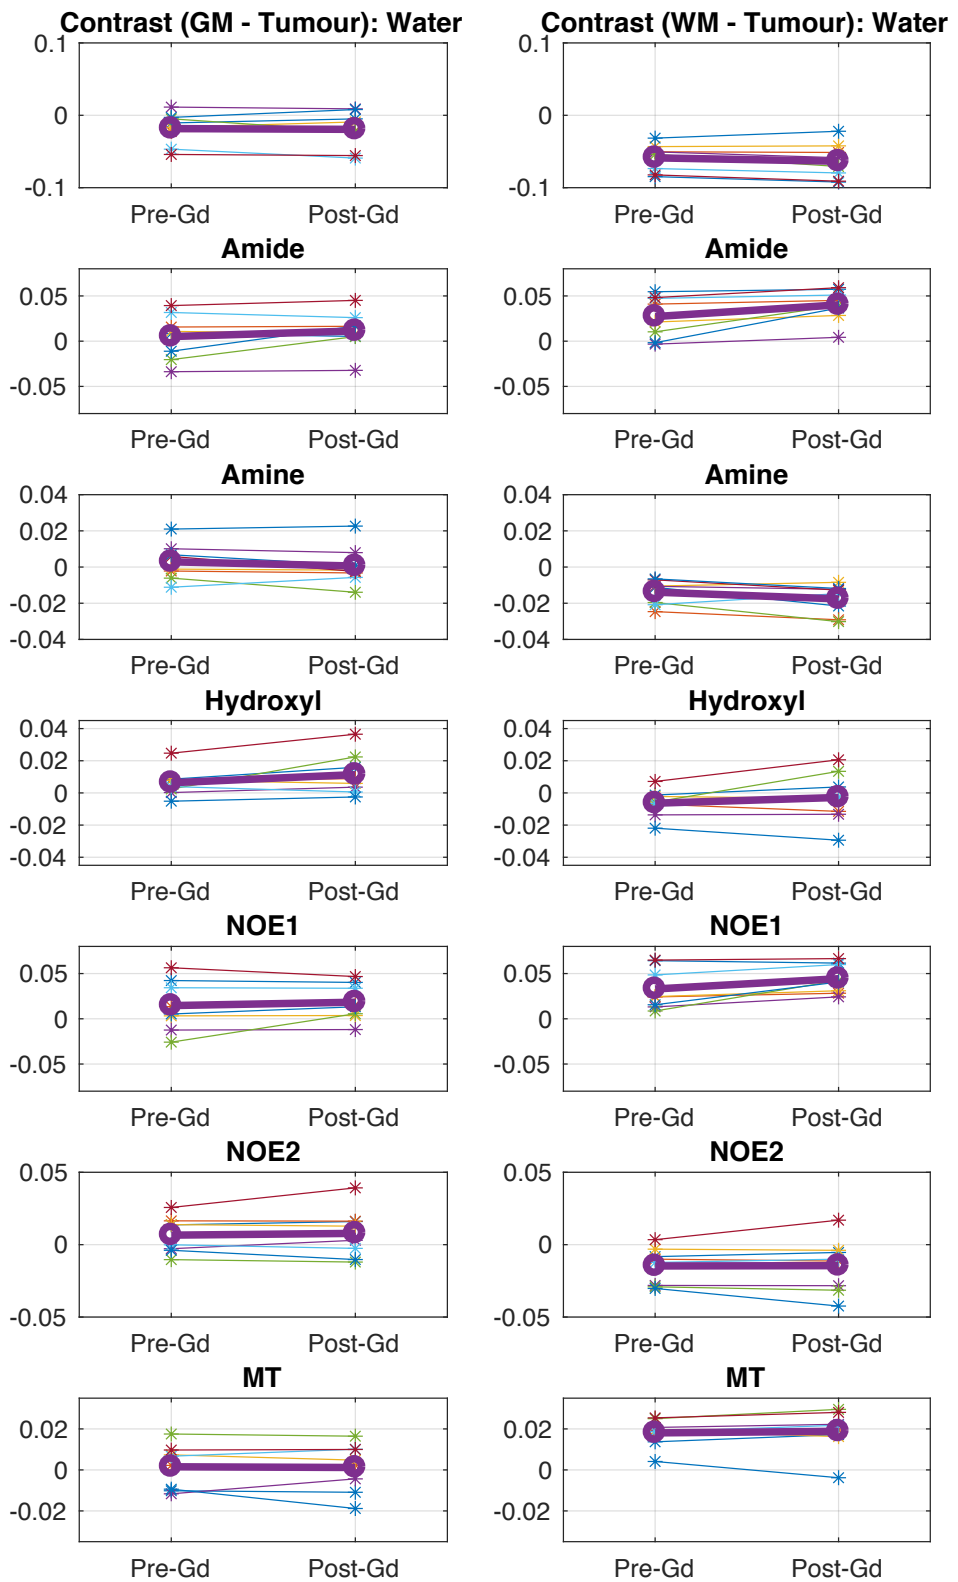 Contrast (GM - Tumour): Water
0.1
0
-0.1
Pre-Gd Post-Gd
Contrast (WM - Tumour): Water
0.1
0
-0.1
Pre-Gd Post-Gd
Amide
0.05
0
-0.05
Pre-Gd Post-Gd
Amide
0.05
0
-0.05
Pre-Gd Post-Gd
Amine
0.04
0.02
0
-0.02
-0.04
Pre-Gd Post-Gd
Amine
0.04
0.02
0
-0.02
-0.04
Pre-Gd Post-Gd
Hydroxyl
0.04
0.02
0
-0.02
-0.04
Pre-Gd Post-Gd
Hydroxyl
0.04
0.02
0
-0.02
-0.04
Pre-Gd Post-Gd
NOE1
0.05
0
-0.05
Pre-Gd Post-Gd
NOE1
0.05
0
-0.05
Pre-Gd Post-Gd
NOE2
0.05
0
-0.05
Pre-Gd Post-Gd
NOE2
0.05
0
-0.05
Pre-Gd Post-Gd
MT
0.02
0
-0.02
Pre-Gd Post-Gd
MT
0.02
0
-0.02
Pre-Gd Post-Gd